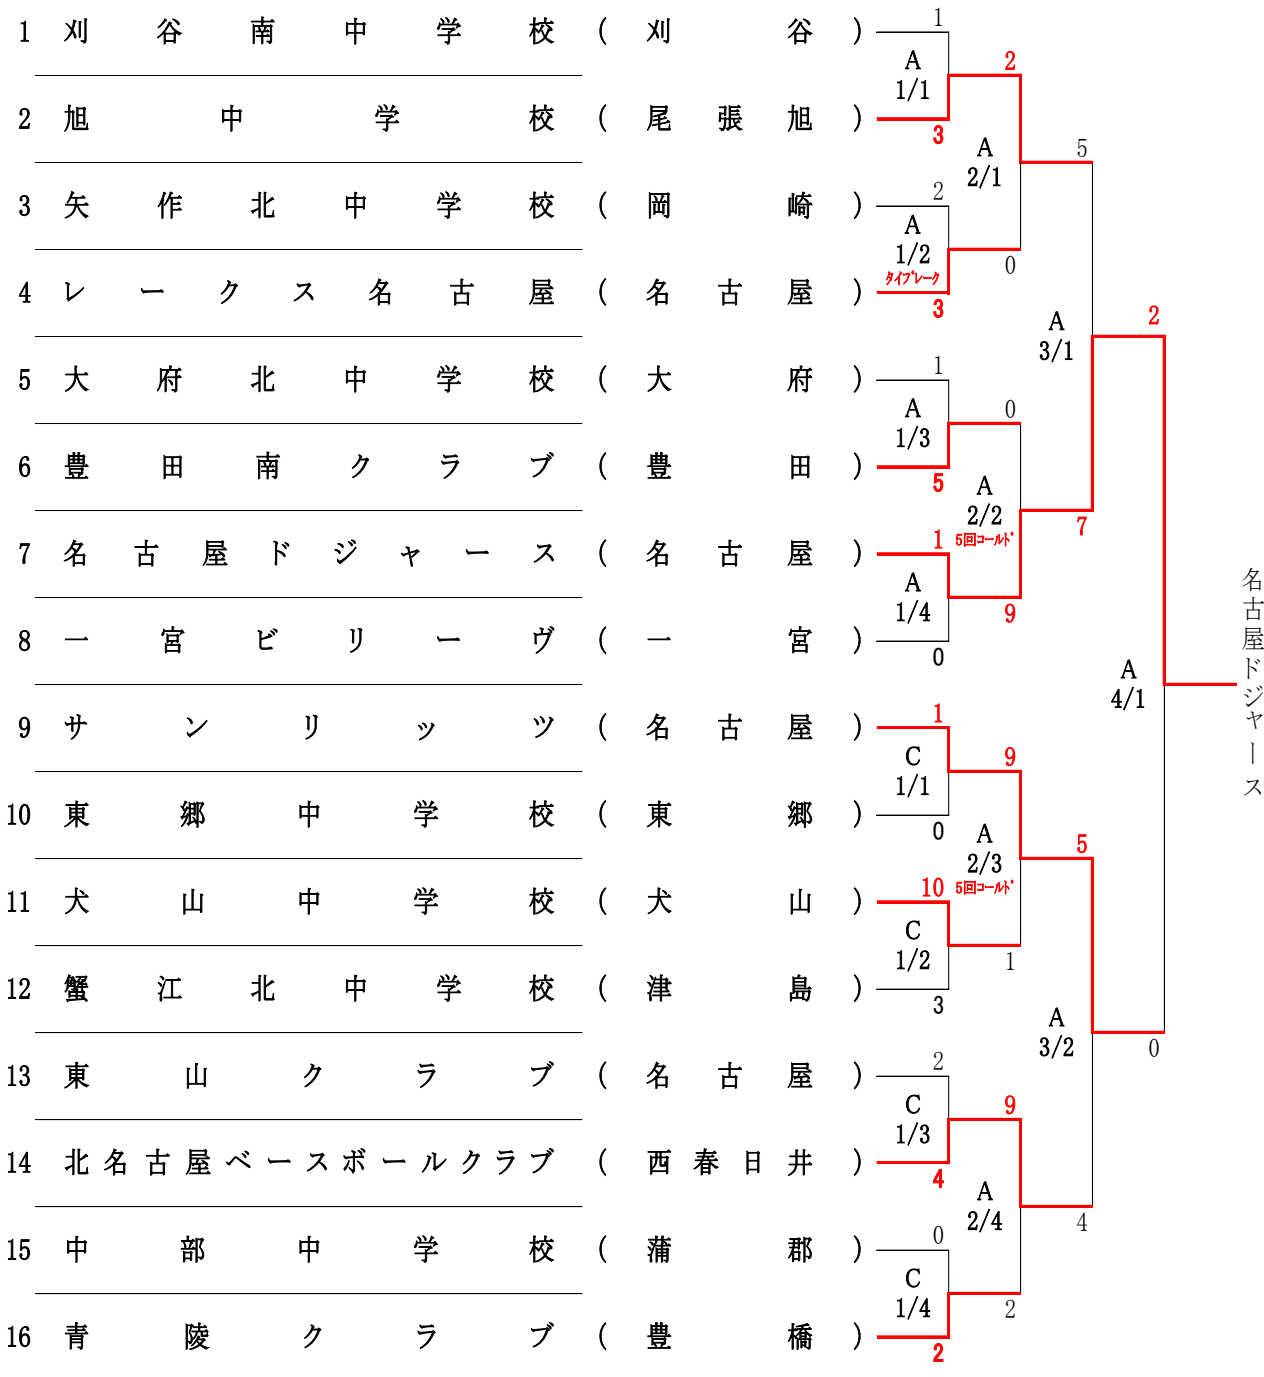 1 刈谷南中学校 ( 刈谷 ) 1
A
1/1
2
2 旭中学校 ( 尾張旭 ) 3
A
2/1
5
3 矢作北中学校 ( 岡崎 ) 2
A
1/2
タイブレーク
0
4 レークス名古屋 ( 名古屋 ) 3
A
3/1
2
5 大府北中学校 ( 大府 ) 1
A
1/3
0
6 豊田南クラブ ( 豊田 ) 5
A
2/2
5回コールド
7
7 名古屋ドジャース ( 名古屋 ) 1
A
1/4
9
8 一宮ビリーヴ ( 一宮 ) 0
A
4/1
名古屋ドジャース
9 サンリッツ ( 名古屋 ) 1
C
1/1
9
10 東郷中学校 ( 東郷 ) 0
A
2/3
5回コールド
5
11 犬山中学校 ( 犬山 ) 10
C
1/2
1
12 蟹江北中学校 ( 津島 ) 3
A
3/2
0
13 東山クラブ ( 名古屋 ) 2
C
1/3
9
14 北名古屋ベースボールクラブ ( 西春日井 ) 4
A
2/4
4
15 中部中学校 ( 蒲郡 ) 0
C
1/4
2
16 青陵クラブ ( 豊橋 ) 2